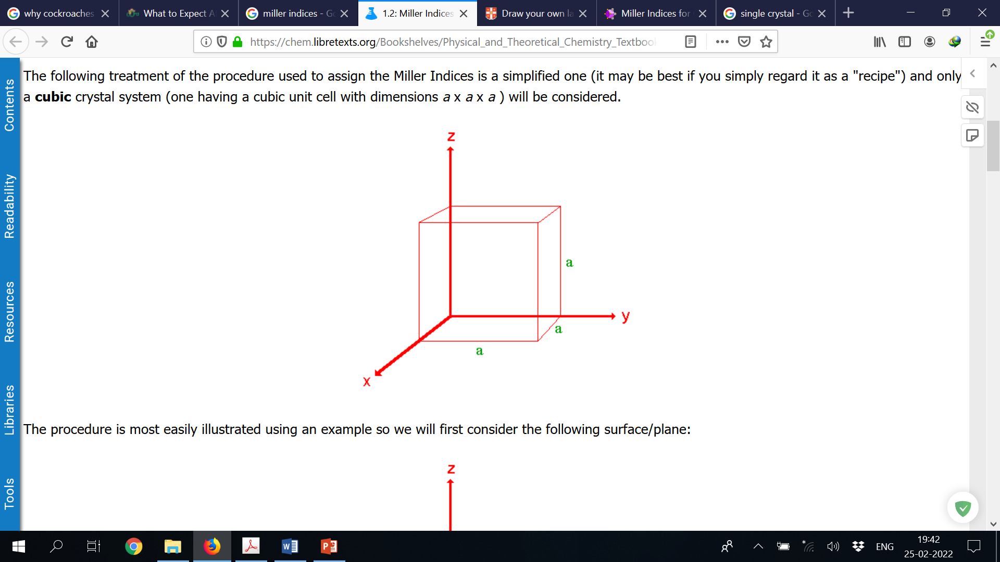 why cockroaches
What to Expect A
miller indices - Go
1.2: Miller Indices
Draw your own la
Miller Indices for
single crystal - Go
https://chem.libretexts.org/Bookshelves/Physical_and_Theoretical_Chemistry_Textbook
Contents
Readability
Resources
Libraries
Tools
The following treatment of the procedure used to assign the Miller Indices is a simplified one (it may be best if you simply regard it as a "recipe") and only
a cubic crystal system (one having a cubic unit cell with dimensions a x a x a ) will be considered.
z
a
y
a
a
x
The procedure is most easily illustrated using an example so we will first consider the following surface/plane:
z
ENG
19:42
25-02-2022